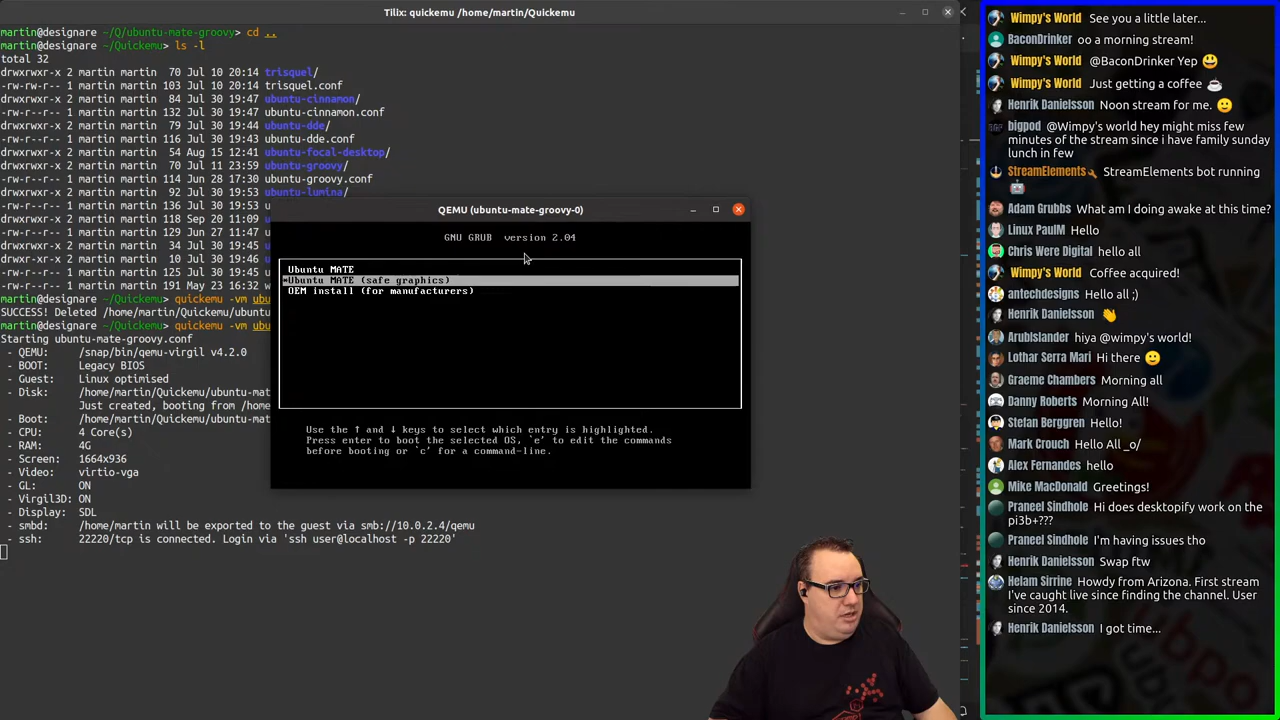 Tilix: quickemu /home/martin/Quickemu
martin@designare ~/Q/ubuntu-mate-groovy> cd ..
martin@designare ~/Quickemu> ls -l
total 32
drwxrwxr-x 2 martin martin  70 Jul 10 20:14 trisquel/
-rw-rw-r-- 1 martin martin 103 Jul 10 20:14 trisquel.conf
drwxrwxr-x 2 martin martin  84 Jul 30 19:47 ubuntu-cinnamon/
-rw-rw-r-- 1 martin martin 132 Jul 30 19:47 ubuntu-cinnamon.conf
drwxrwxr-x 2 martin martin  79 Jul 30 19:44 ubuntu-dde/
-rw-rw-r-- 1 martin martin 116 Jul 30 19:43 ubuntu-dde.conf
drwxrwxr-x 2 martin martin  54 Aug 15 12:41 ubuntu-focal-desktop/
drwxrwxr-x 2 martin martin  70 Jul 11 23:59 ubuntu-groovy/
-rw-rw-r-- 1 martin martin 114 Jun 28 17:30 ubuntu-groovy.conf
drwxrwxr-x 2 martin martin  92 Jul 30 19:53 ubuntu-lumina/
-rw-rw-r-- 1 martin martin 136 Jul 30 19:5
drwxrwxr-x 2 martin martin 118 Sep 20 11:09
-rw-rw-r-- 1 martin martin 129 Jun 27 11:47
drwxrwxr-x 2 martin martin  34 Jul 30 19:45
drwxrwxr-x 2 martin martin  10 Jul 30 19:46
-rw-rw-r-- 1 martin martin 125 Jul 30 19:45
-rw-rw-r-- 1 martin martin 191 May 23 16:32
martin@designare ~/Quickemu> quickemu -vm ubu
SUCCESS! Deleted /home/martin/Quickemu/ubuntu
martin@designare ~/Quickemu> quickemu -vm ubu
Starting ubuntu-mate-groovy.conf
- QEMU: /snap/bin/qemu-virgil v4.2.0
- BOOT: Legacy BIOS
- Guest: Linux optimised
- Disk: /home/martin/Quickemu/ubuntu-mat
Just created, booting from /home
- Boot: /home/martin/Quickemu/ubuntu-mat
- CPU: 4 Core(s)
- RAM: 4G
- Screen: 1664x936
- Video: virtio-vga
- GL: ON
- Virgil3D: ON
- Display: SDL
- smbd: /home/martin will be exported to the guest via smb://10.0.2.4/qemu
- ssh: 22220/tcp is connected. Login via 'ssh user@localhost -p 22220'
QEMU (ubuntu-mate-groovy-0)
GNU GRUB  version 2.04
Ubuntu MATE
*Ubuntu MATE (safe graphics)
OEM install (for manufacturers)
Use the ↑ and ↓ keys to select which entry is highlighted.
Press enter to boot the selected OS, `e' to edit the commands
before booting or `c' for a command-line.
Wimpy's World See you a little later...
BaconDrinker oo a morning stream!
Wimpy's World @BaconDrinker Yep 😃
Wimpy's World Just getting a coffee ☕
Henrik Danielsson Noon stream for me. 🙂
bigpod @Wimpy's world hey might miss few
minutes of the stream since i have family sunday
lunch in few
StreamElements🔧 StreamElements bot running
🤖
Adam Grubbs What am I doing awake at this time?
Linux PaulM Hello
Chris Were Digital hello all
Wimpy's World Coffee acquired!
antechdesigns Hello all ;)
Henrik Danielsson 👋
ArubIslander hiya @wimpy's world!
Lothar Serra Mari Hi there 🙂
Graeme Chambers Morning all
Danny Roberts Morning All!
Stefan Berggren Hello!
Mark Crouch Hello All _o/
Alex Fernandes hello
Mike MacDonald Greetings!
Praneel Sindhole Hi does desktopify work on the
pi3b+???
Praneel Sindhole I'm having issues tho
Henrik Danielsson Swap ftw
Helam Sirrine Howdy from Arizona. First stream
I've caught live since finding the channel. User
since 2014.
Henrik Danielsson I got time...